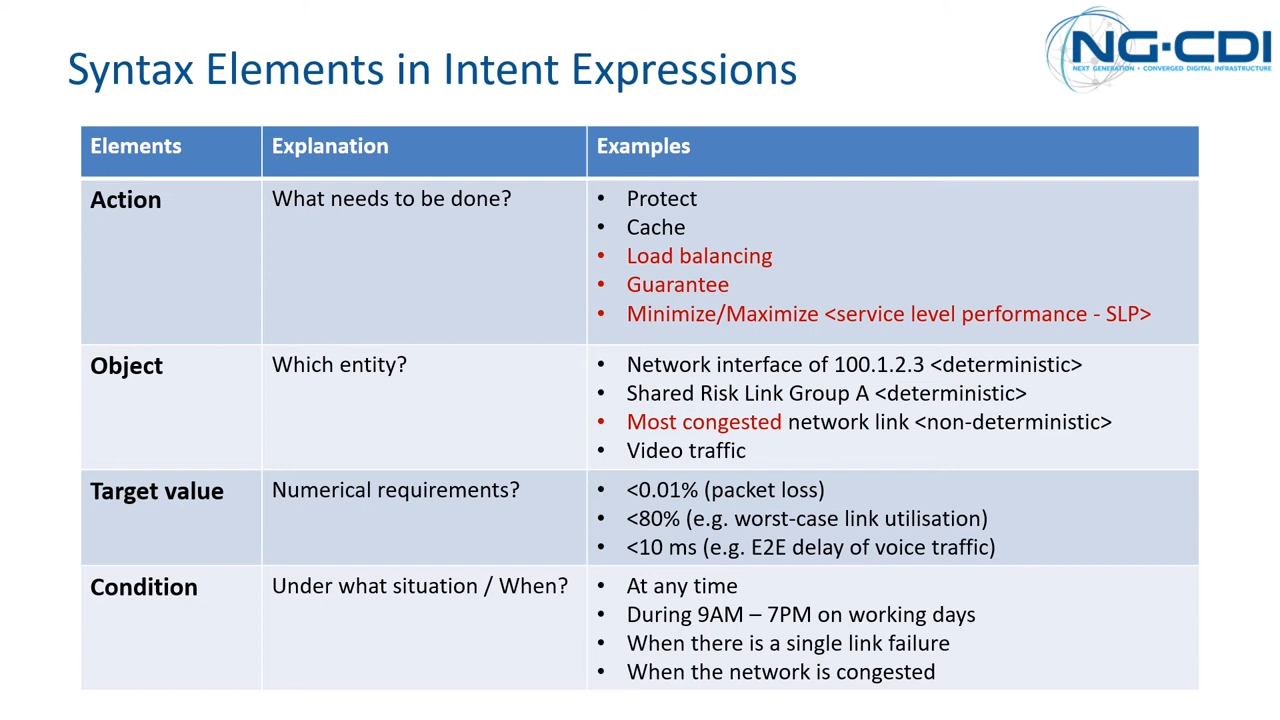 Syntax Elements in Intent Expressions
NG-CDI
NEXT GENERATION • CONVERGED DIGITAL INFRASTRUCTURE
Elements Explanation Examples
Action What needs to be done? • Protect
• Cache
• Load balancing
• Guarantee
• Minimize/Maximize <service level performance - SLP>
Object Which entity? • Network interface of 100.1.2.3 <deterministic>
• Shared Risk Link Group A <deterministic>
• Most congested network link <non-deterministic>
• Video traffic
Target value Numerical requirements? • <0.01% (packet loss)
• <80% (e.g. worst-case link utilisation)
• <10 ms (e.g. E2E delay of voice traffic)
Condition Under what situation / When? • At any time
• During 9AM – 7PM on working days
• When there is a single link failure
• When the network is congested